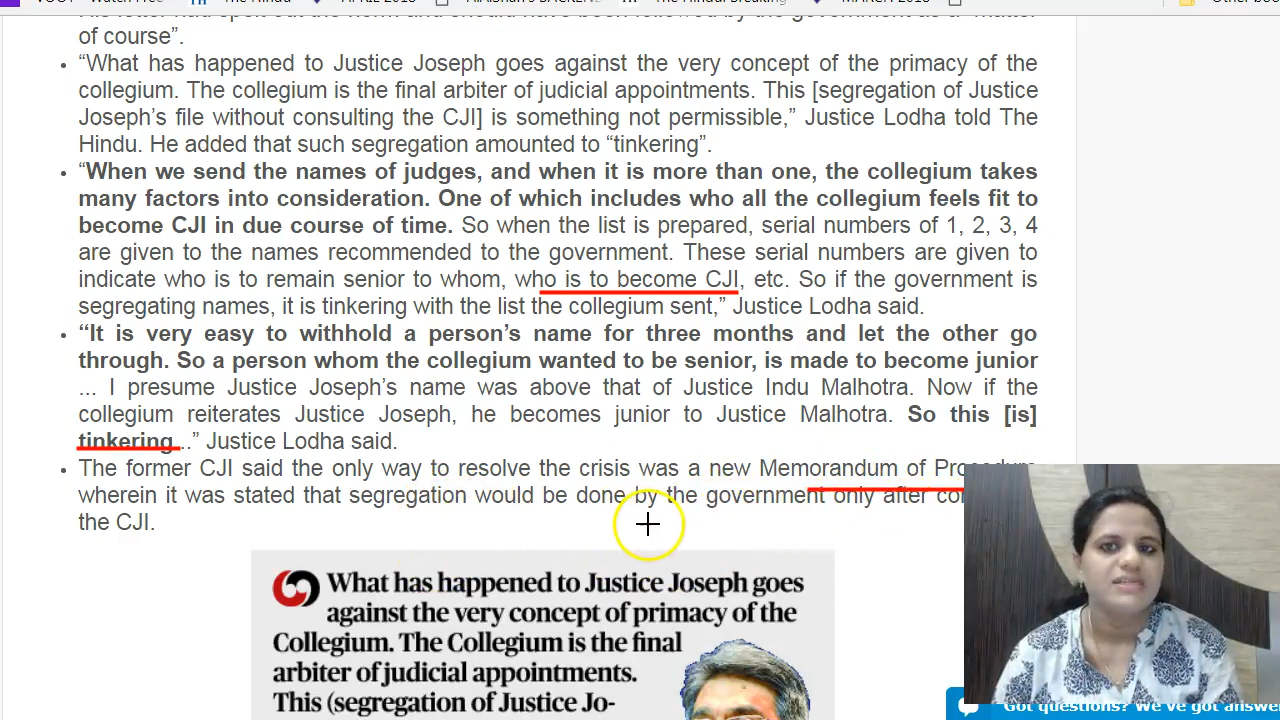 The Hindu
APRIL 2018
The Hindu Breaking
MARCH 2018
Other boo
of course”.
“What has happened to Justice Joseph goes against the very concept of the primacy of the
collegium. The collegium is the final arbiter of judicial appointments. This [segregation of Justice
Joseph’s file without consulting the CJI] is something not permissible,” Justice Lodha told The
Hindu. He added that such segregation amounted to “tinkering”.
“When we send the names of judges, and when it is more than one, the collegium takes
many factors into consideration. One of which includes who all the collegium feels fit to
become CJI in due course of time. So when the list is prepared, serial numbers of 1, 2, 3, 4
are given to the names recommended to the government. These serial numbers are given to
indicate who is to remain senior to whom, who is to become CJI, etc. So if the government is
segregating names, it is tinkering with the list the collegium sent,” Justice Lodha said.
“It is very easy to withhold a person’s name for three months and let the other go
through. So a person whom the collegium wanted to be senior, is made to become junior
... I presume Justice Joseph’s name was above that of Justice Indu Malhotra. Now if the
collegium reiterates Justice Joseph, he becomes junior to Justice Malhotra. So this [is]
tinkering...” Justice Lodha said.
The former CJI said the only way to resolve the crisis was a new Memorandum of Procedure
wherein it was stated that segregation would be done by the government only after
the CJI.
What has happened to Justice Joseph goes
against the very concept of primacy of the
Collegium. The Collegium is the final
arbiter of judicial appointments.
This (segregation of Justice Jo-
Got questions? We've got answer